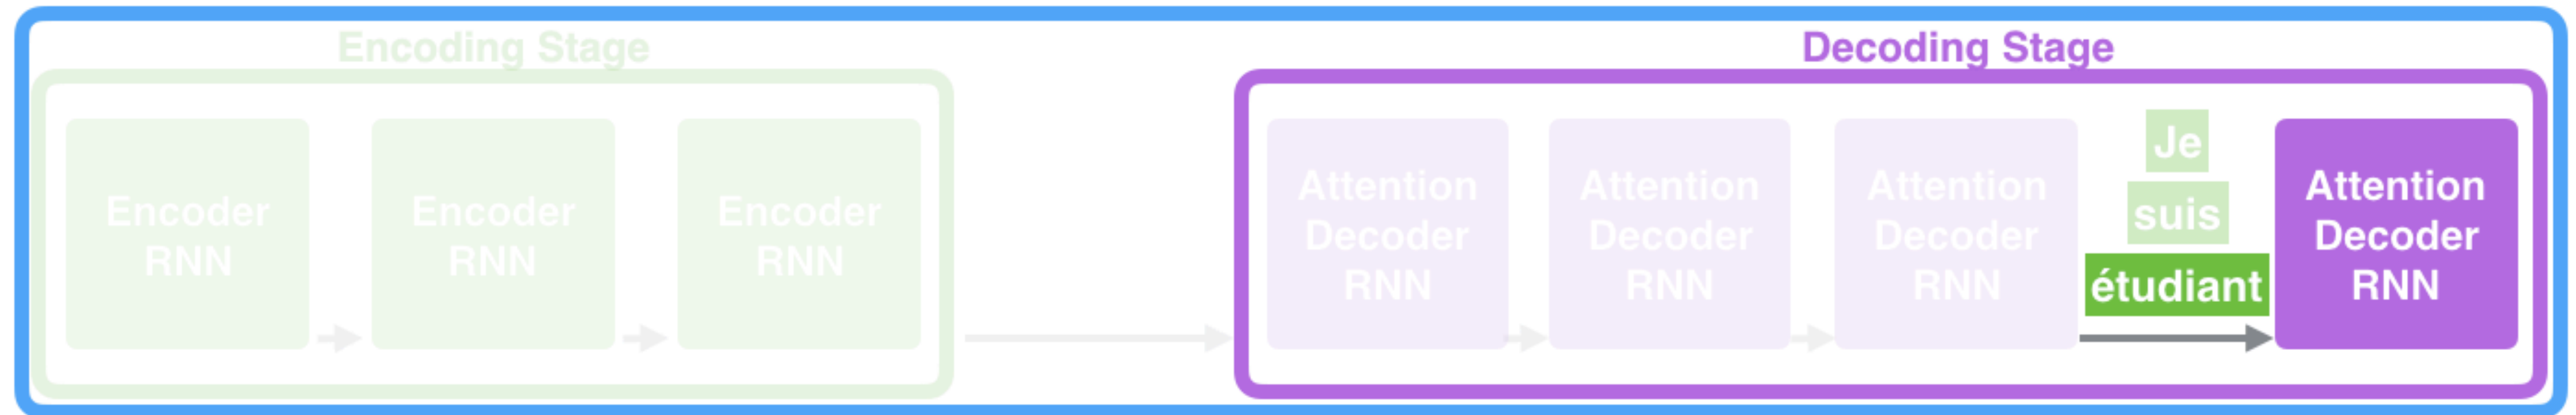 Encoding Stage
Decoding Stage
Encoder
RNN
Encoder
RNN
Encoder
RNN
Attention
Decoder
RNN
Attention
Decoder
RNN
Attention
Decoder
RNN
Je
suis
étudiant
Attention
Decoder
RNN